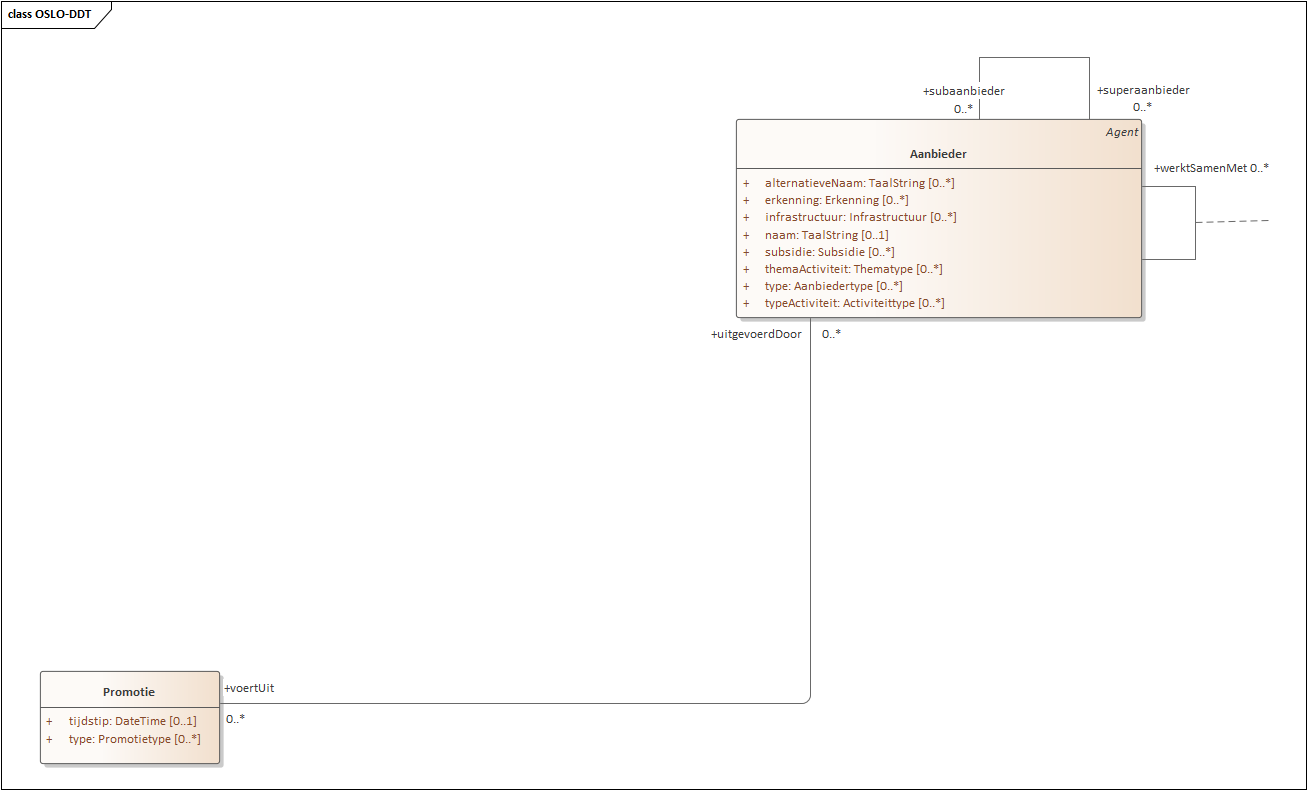 class OSLO-DDT
+subaanbieder
0..*
+superaanbieder
0..*
Agent
Aanbieder
+ alternatieveNaam: TaalString [0..*]
+ erkenning: Erkenning [0..*]
+ infrastructuur: Infrastructuur [0..*]
+ naam: TaalString [0..1]
+ subsidie: Subsidie [0..*]
+ themaActiviteit: Thematype [0..*]
+ type: Aanbiedertype [0..*]
+ typeActiviteit: Activiteittype [0..*]
+werktSamenMet 0..*
+uitgevoerdDoor 0..*
Promotie
+ tijdstip: DateTime [0..1]
+ type: Promotietype [0..*]
+voertUit
0..*